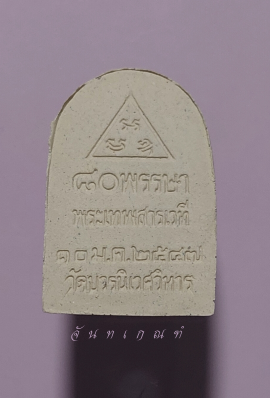 ๘๐พรรษา
พระเทพสารเวที
๑๐ ม.ค.๒๕๔๗
วัดบวรนิเวศวิหาร
จันทเกณฑ์